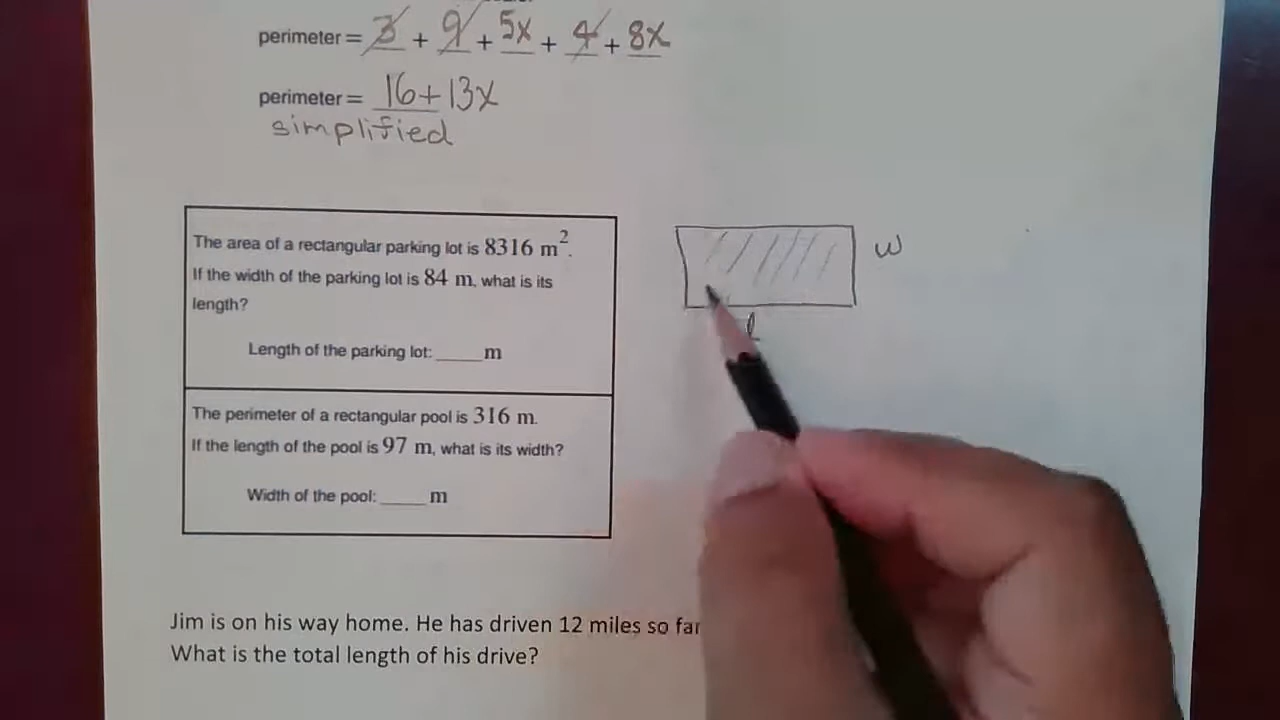 perimeter = 3 + 9 + 5x + 4 + 8x
perimeter = 16 + 13x
simplified
The area of a rectangular parking lot is 8316 m².
If the width of the parking lot is 84 m, what is its
length?
Length of the parking lot: _____ m
The perimeter of a rectangular pool is 316 m.
If the length of the pool is 97 m, what is its width?
Width of the pool: _____ m
w
l
Jim is on his way home. He has driven 12 miles so far
What is the total length of his drive?